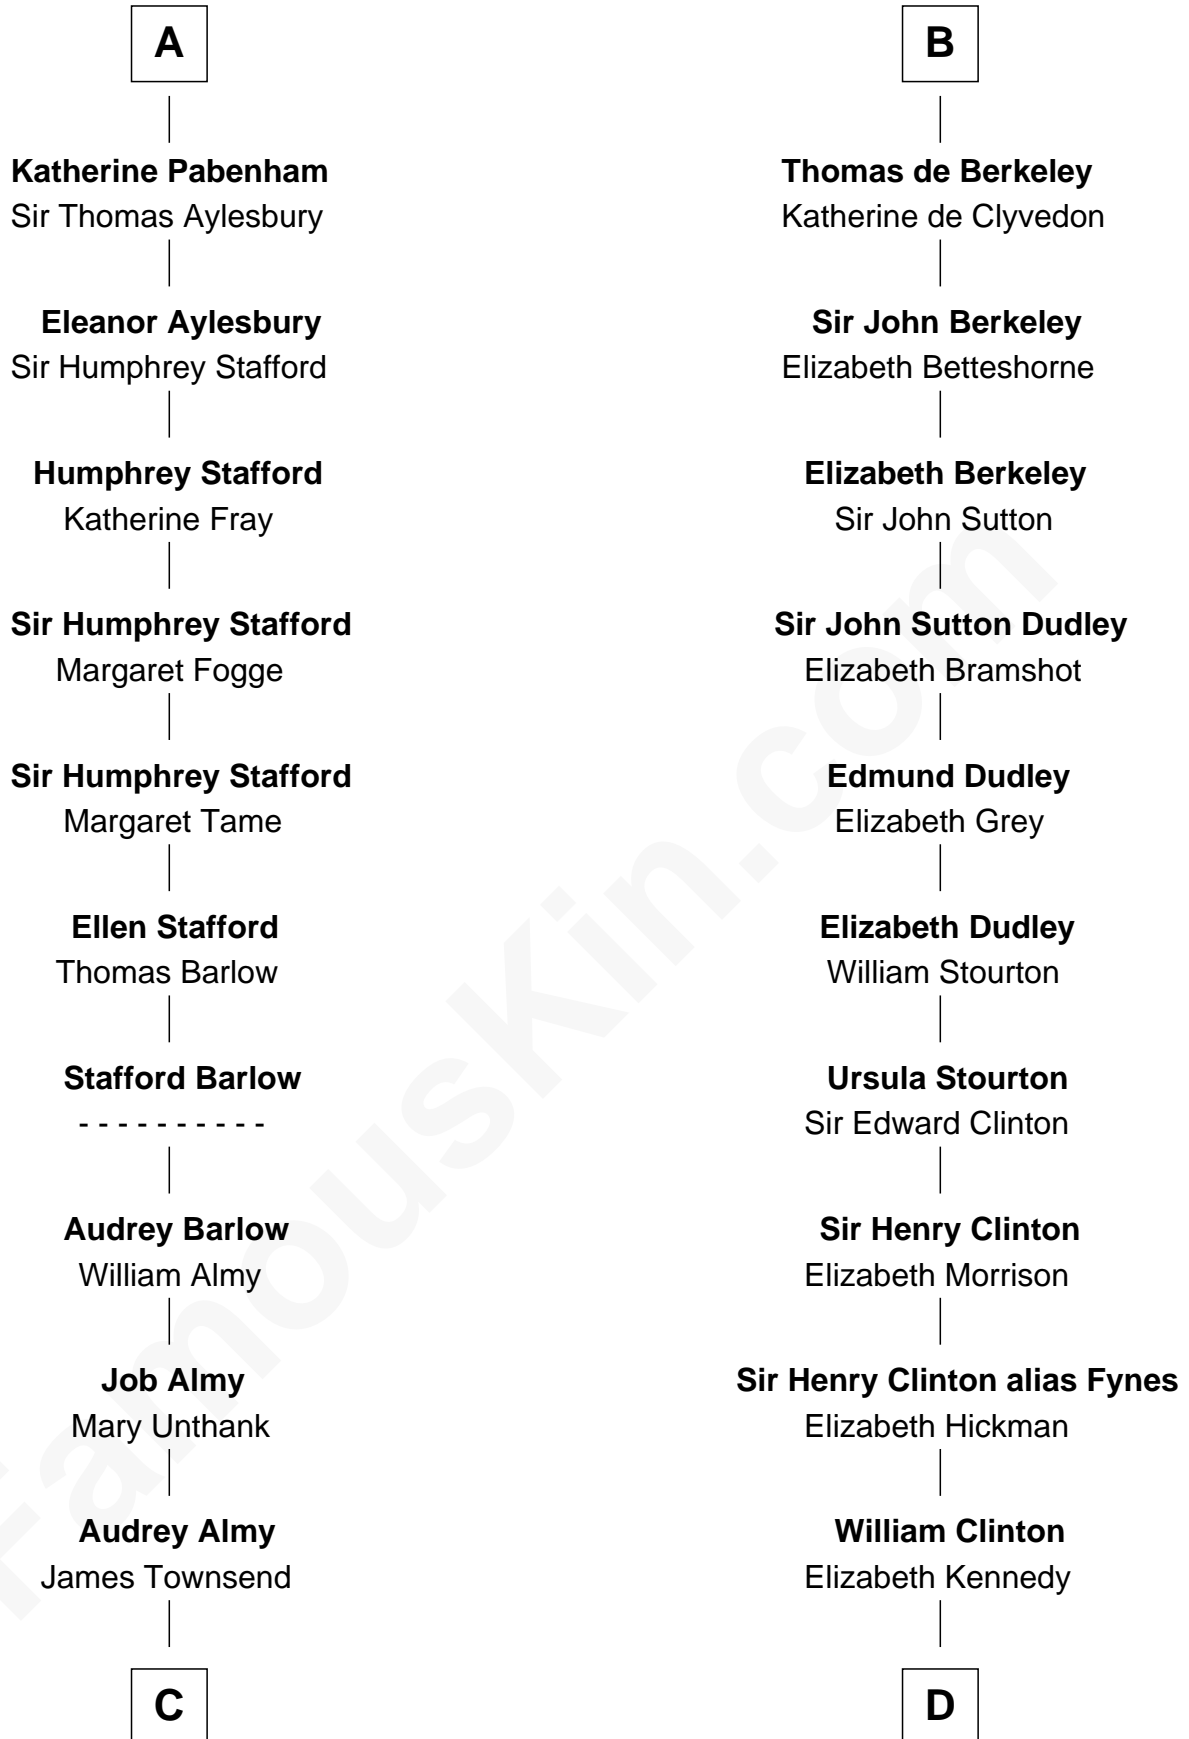 A
Katherine Pabenham
Sir Thomas Aylesbury
Eleanor Aylesbury
Sir Humphrey Stafford
Humphrey Stafford
Katherine Fray
Sir Humphrey Stafford
Margaret Fogge
Sir Humphrey Stafford
Margaret Tame
Ellen Stafford
Thomas Barlow
Stafford Barlow
- - - - - - - - - -
Audrey Barlow
William Almy
Job Almy
Mary Unthank
Audrey Almy
James Townsend
C
B
Thomas de Berkeley
Katherine de Clyvedon
Sir John Berkeley
Elizabeth Betteshorne
Elizabeth Berkeley
Sir John Sutton
Sir John Sutton Dudley
Elizabeth Bramshot
Edmund Dudley
Elizabeth Grey
Elizabeth Dudley
William Stourton
Ursula Stourton
Sir Edward Clinton
Sir Henry Clinton
Elizabeth Morrison
Sir Henry Clinton alias Fynes
Elizabeth Hickman
William Clinton
Elizabeth Kennedy
D
FamousKin.com